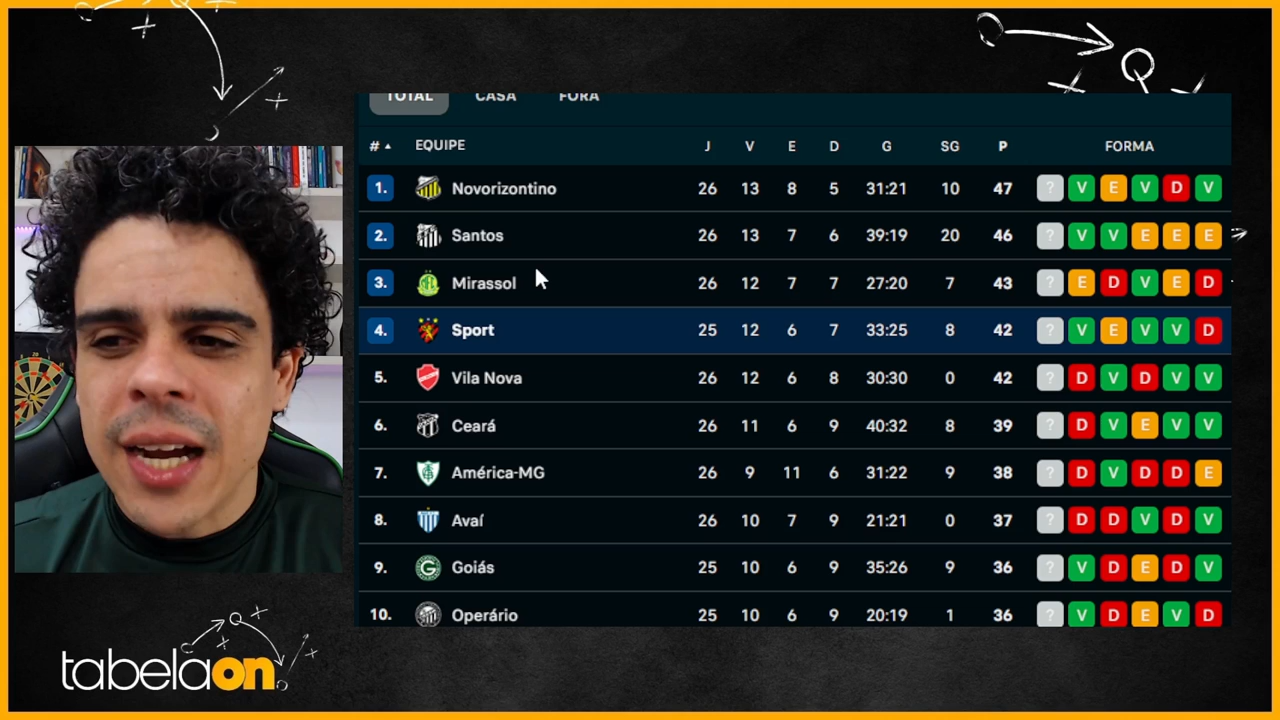 TOTAL CASA FORA
# EQUIPE J V E D G SG P FORMA
1. Novorizontino 26 13 8 5 31:21 10 47 ? V E V D V
2. Santos 26 13 7 6 39:19 20 46 ? V V E E E
3. Mirassol 26 12 7 7 27:20 7 43 ? E D V E D
4. Sport 25 12 6 7 33:25 8 42 ? V E V V D
5. Vila Nova 26 12 6 8 30:30 0 42 ? D V D V V
6. Ceará 26 11 6 9 40:32 8 39 ? D V E V V
7. América-MG 26 9 11 6 31:22 9 38 ? D V D D E
8. Avaí 26 10 7 9 21:21 0 37 ? D D V D V
9. Goiás 25 10 6 9 35:26 9 36 ? V D E D V
10. Operário 25 10 6 9 20:19 1 36 ? V D E V D
tabelaon